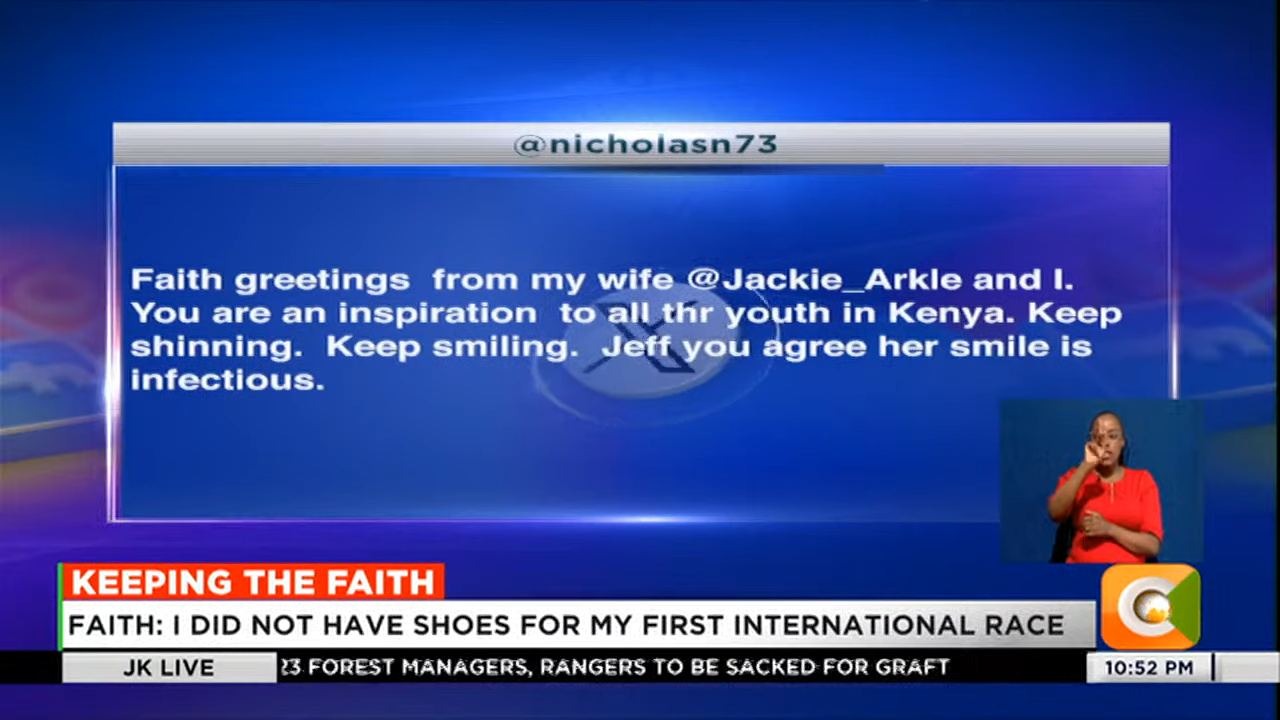 @nicholasn73
Faith greetings  from my wife @Jackie_Arkle and I.
You are an inspiration  to all thr youth in Kenya. Keep
shinning.  Keep smiling.  Jeff you agree her smile is
infectious.
KEEPING THE FAITH
FAITH: I DID NOT HAVE SHOES FOR MY FIRST INTERNATIONAL RACE
JK LIVE
23 FOREST MANAGERS, RANGERS TO BE SACKED FOR GRAFT
10:52 PM